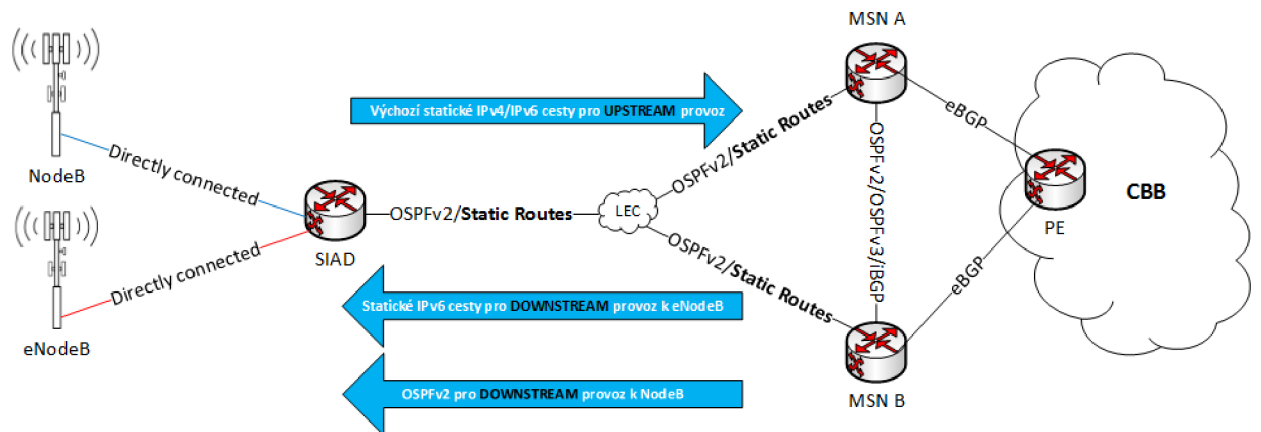 MSN A
Výchozí statické IPv4/IPv6 cesty pro UPSTREAM provoz
eBGP
OSPFv2/Static Routes
Directly connected
NodeB
OSPFv2/OSPFv3/iBGP
CBB
LEC
OSPFv2/Static Routes
PE
SIAD
OSPFv2/Static Routes
Directly connected
eBGP
Statické IPv6 cesty pro DOWNSTREAM provoz k eNodeB
eNodeB
OSPFv2 pro DOWNSTREAM provoz k NodeB
MSN B